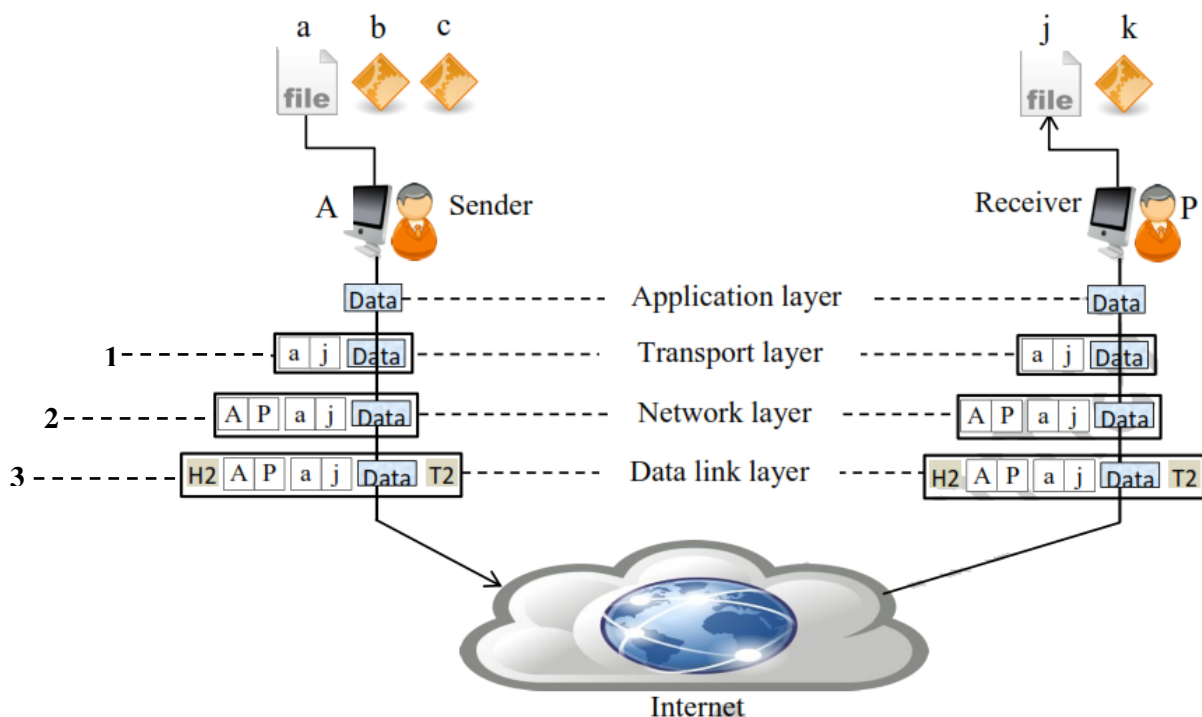 a b c j k
file file
A Sender Receiver P
Data Application layer Data
1 a j Data Transport layer a j Data
2 A P a j Data Network layer A P a j Data
3 H2 A P a j Data T2 Data link layer H2 A P a j Data T2
Internet